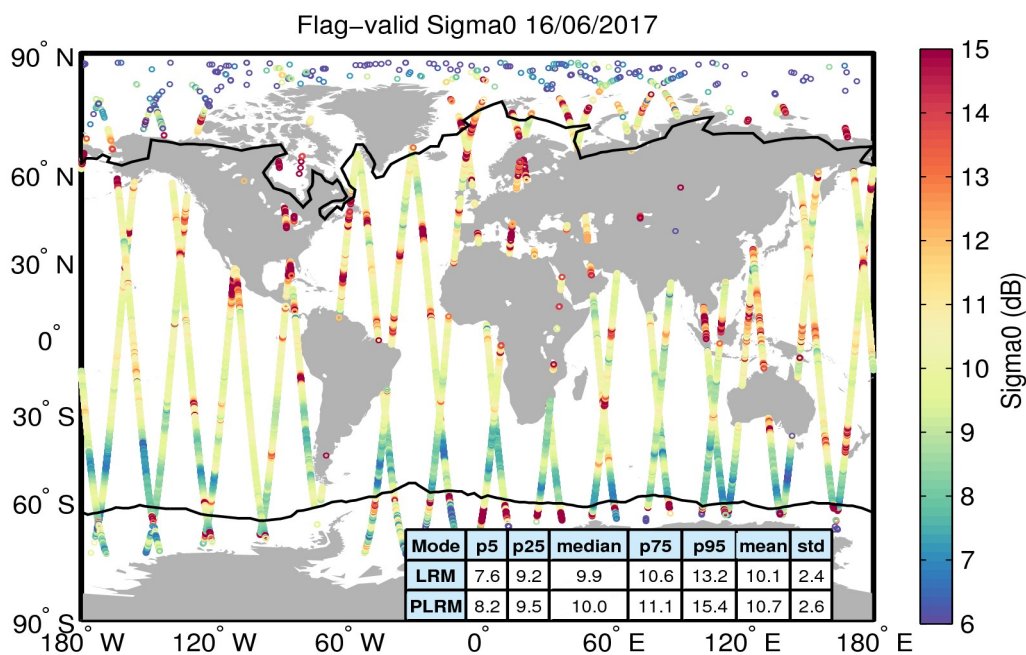 Flag−valid Sigma0 16/06/2017
90° N
60° N
30° N
0°
30° S
60° S
90° S
180° W
120° W
60° W
0°
60° E
120° E
180° E
15
14
13
12
11
10
9
8
7
6
Sigma0 (dB)
Mode p5 p25 median p75 p95 mean std
LRM 7.6 9.2 9.9 10.6 13.2 10.1 2.4
PLRM 8.2 9.5 10.0 11.1 15.4 10.7 2.6